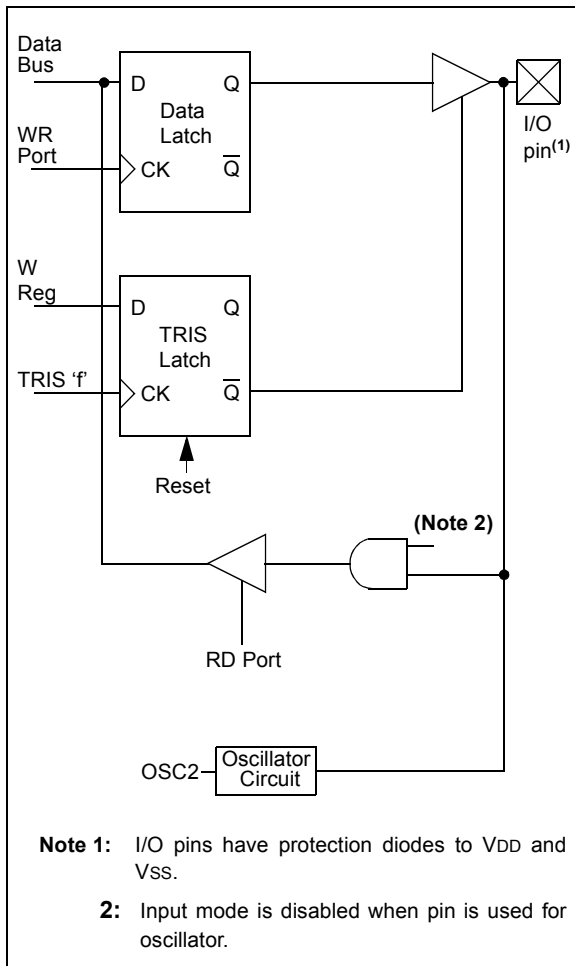 Data
Bus
D
Q
Data
Latch
WR
Port
CK
Q
I/O
pin(1)
W
Reg
D
Q
TRIS
Latch
TRIS ‘f’
CK
Q
Reset
(Note 2)
RD Port
OSC2
Oscillator
Circuit
Note 1: I/O pins have protection diodes to VDD and
VSS.
2: Input mode is disabled when pin is used for
oscillator.